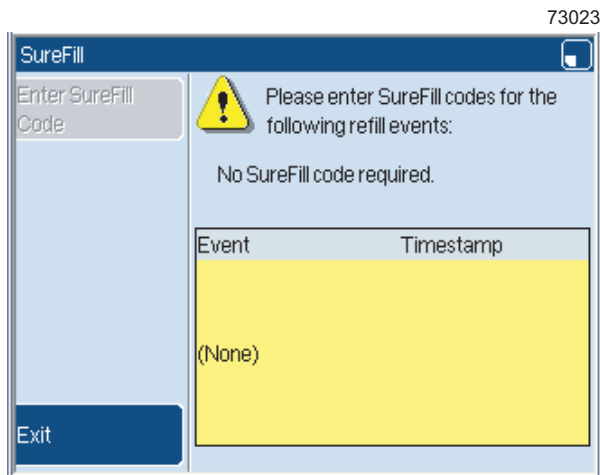 73023
SureFill
Enter SureFill
Code
Please enter SureFill codes for the
following refill events:
No SureFill code required.
Event Timestamp
(None)
Exit